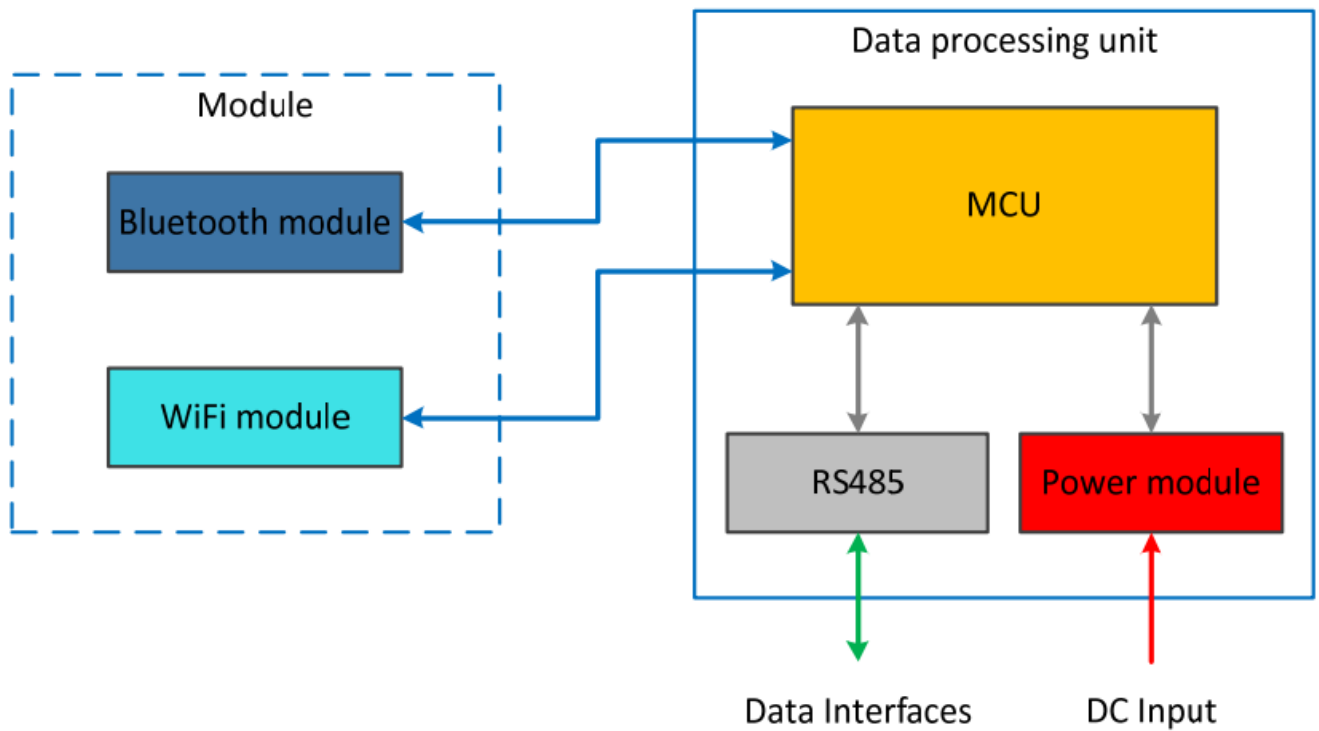 Data processing unit
Module
MCU
Bluetooth module
WiFi module
RS485
Power module
Data Interfaces
DC Input